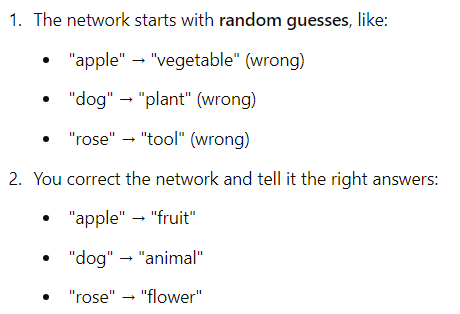 1. The network starts with random guesses, like:
• "apple" → "vegetable" (wrong)
• "dog" → "plant" (wrong)
• "rose" → "tool" (wrong)
2. You correct the network and tell it the right answers:
• "apple" → "fruit"
• "dog" → "animal"
• "rose" → "flower"